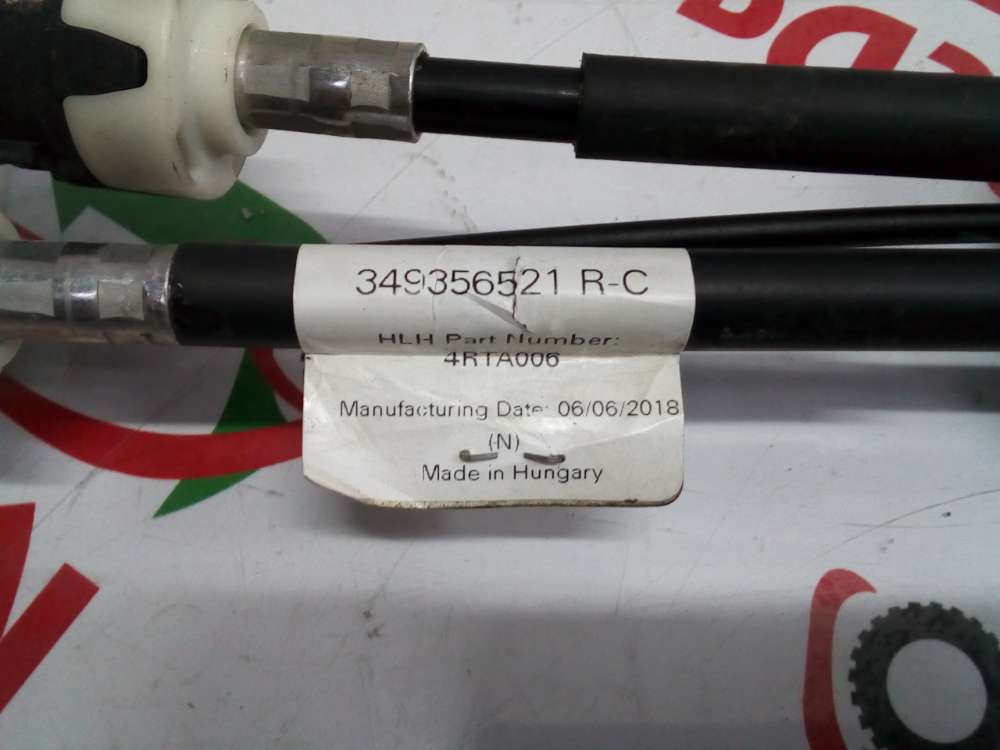 349356521 R-C
HLH Part Number:
4RTA006
Manufacturing Date: 06/06/2018
(N)
Made in Hungary